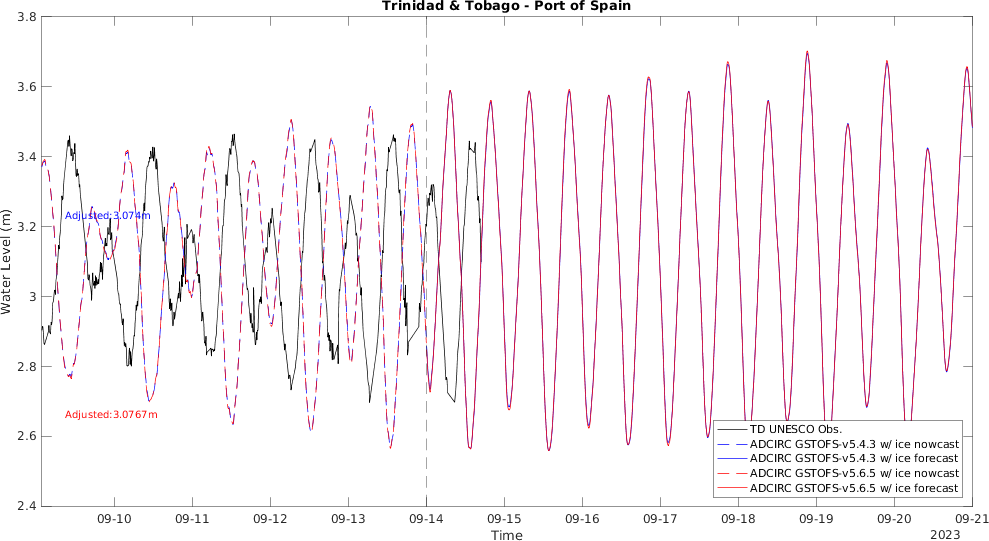 Trinidad & Tobago - Port of Spain
3.8
3.6
3.4
3.2
3
2.8
2.6
2.4
Water Level (m)
Adjusted:3.074m
Adjusted:3.0767m
TD UNESCO Obs.
ADCIRC GSTOFS-v5.4.3 w/ ice nowcast
ADCIRC GSTOFS-v5.4.3 w/ ice forecast
ADCIRC GSTOFS-v5.6.5 w/ ice nowcast
ADCIRC GSTOFS-v5.6.5 w/ ice forecast
09-10 09-11 09-12 09-13 09-14 09-15 09-16 09-17 09-18 09-19 09-20 09-21
Time
2023